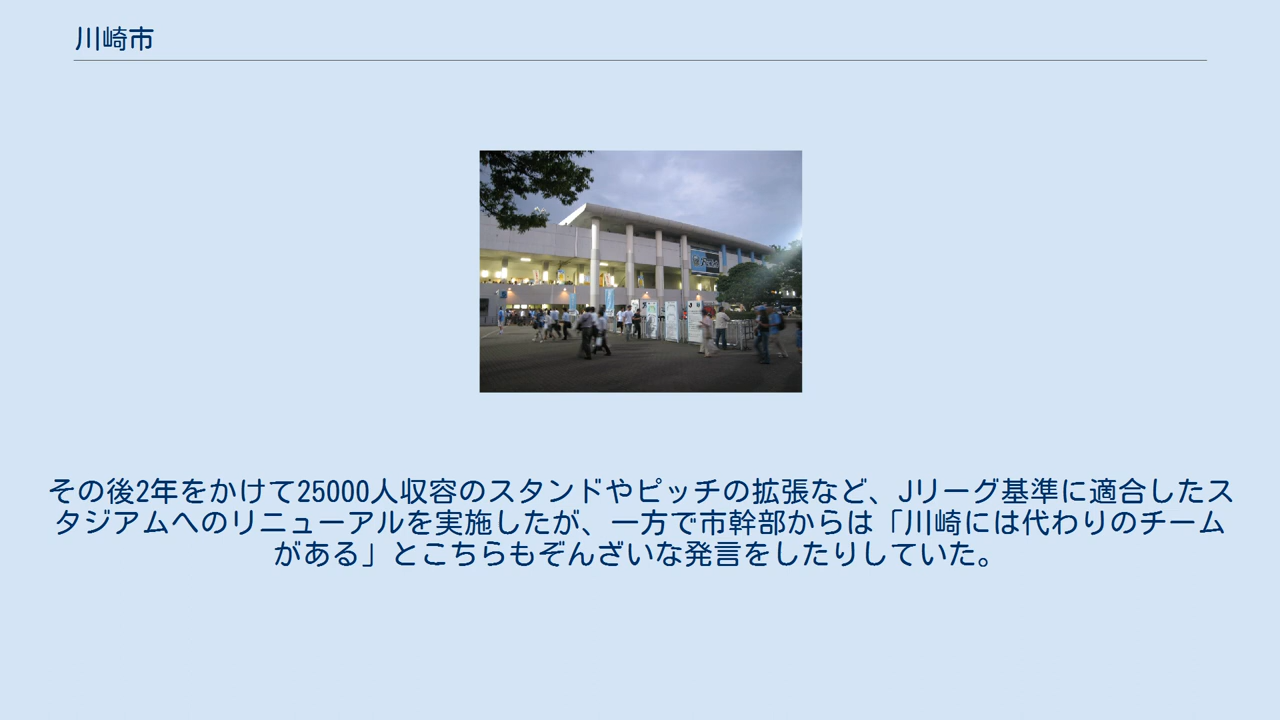 川崎市
その後2年をかけて25000人収容のスタンドやピッチの拡張など、Jリーグ基準に適合したス
タジアムへのリニューアルを実施したが、一方で市幹部からは「川崎には代わりのチーム
がある」とこちらもぞんざいな発言をしたりしていた。